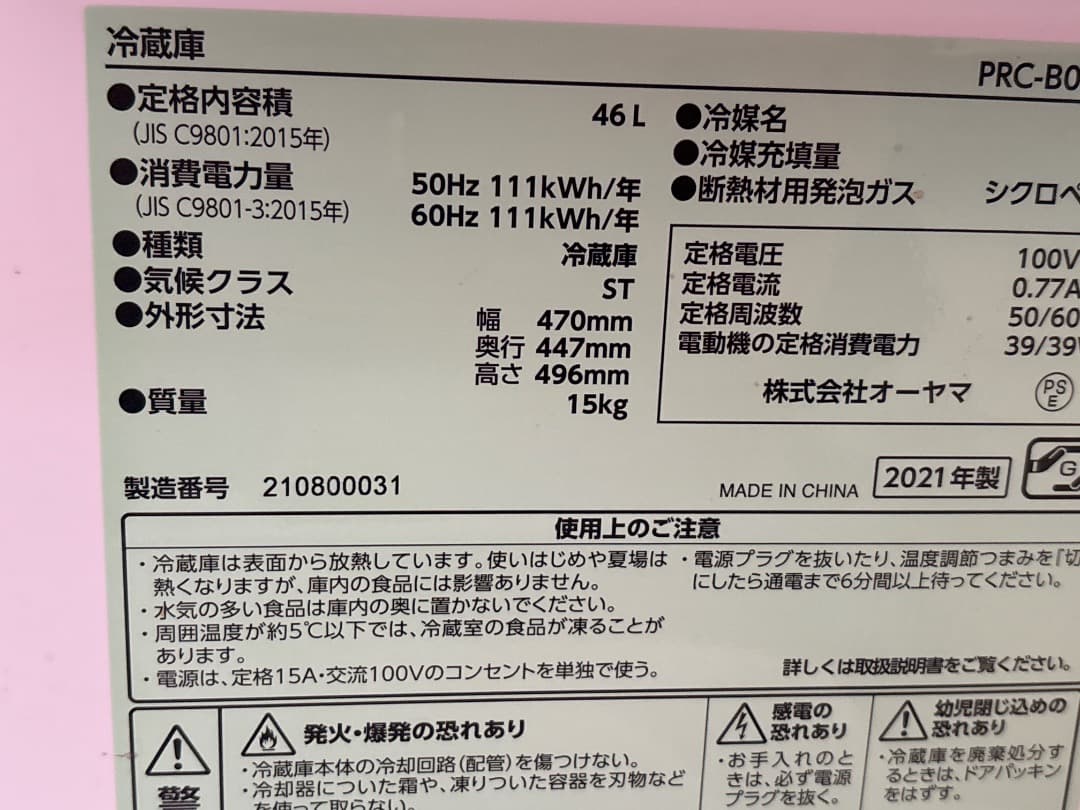 冷蔵庫
PRC-B0
●定格内容積 46L
(JIS C9801:2015年)
●消費電力量 50Hz 111kWh/年
(JIS C9801-3:2015年) 60Hz 111kWh/年
●種類 冷蔵庫
●気候クラス ST
●外形寸法 幅 470mm
奥行 447mm
高さ 496mm
●質量 15kg
●冷媒名
●冷媒充填量
●断熱材用発泡ガス シクロペ
定格電圧 100V
定格電流 0.77A
定格周波数 50/60
電動機の定格消費電力 39/39
株式会社オーヤマ PSE
製造番号 210800031
MADE IN CHINA 2021年製 G
使用上のご注意
・冷蔵庫は表面から放熱しています。使いはじめや夏場は
熱くなりますが、庫内の食品には影響ありません。
・水気の多い食品は庫内の奥に置かないでください。
・周囲温度が約5℃以下では、冷蔵室の食品が凍ることが
あります。
・電源は、定格15A・交流100Vのコンセントを単独で使う。
・電源プラグを抜いたり、温度調節つまみを『切
にしたら通電まで6分間以上待ってください。
詳しくは取扱説明書をご覧ください。
警
発火・爆発の恐れあり
・冷蔵庫本体の冷却回路(配管)を傷つけない。
・冷却器についた霜や、凍りついた容器を刃物など
を使って取らない。
感電の
恐れあり
・お手入れのと
きは、必ず電源
プラグを抜く。
幼児閉じ込めの
恐れあり
・冷蔵庫を廃棄処分す
るときは、ドアパッキン
をはずす。